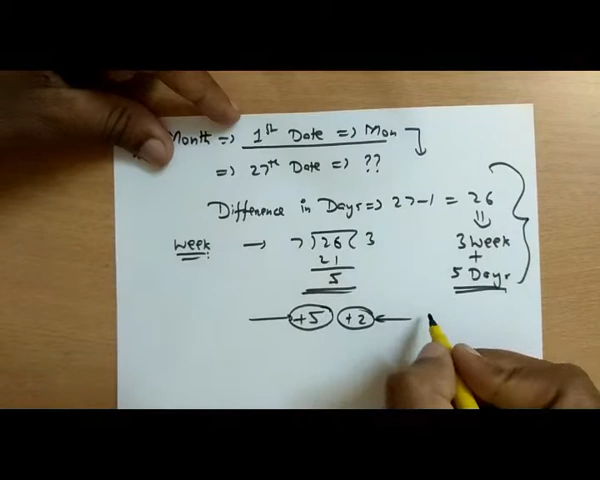 Month => 1st Date => Mon
=> 27th Date => ??
Difference in Days => 27-1 = 26
week → 7)26(3
21
5
3 Week
+
5 Days
+5 +2